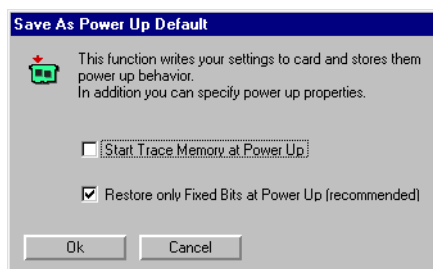 Save As Power Up Default
This function writes your settings to card and stores them
power up behavior.
In addition you can specify power up properties.
Start Trace Memory at Power Up
Restore only Fixed Bits at Power Up (recommended)
Ok
Cancel